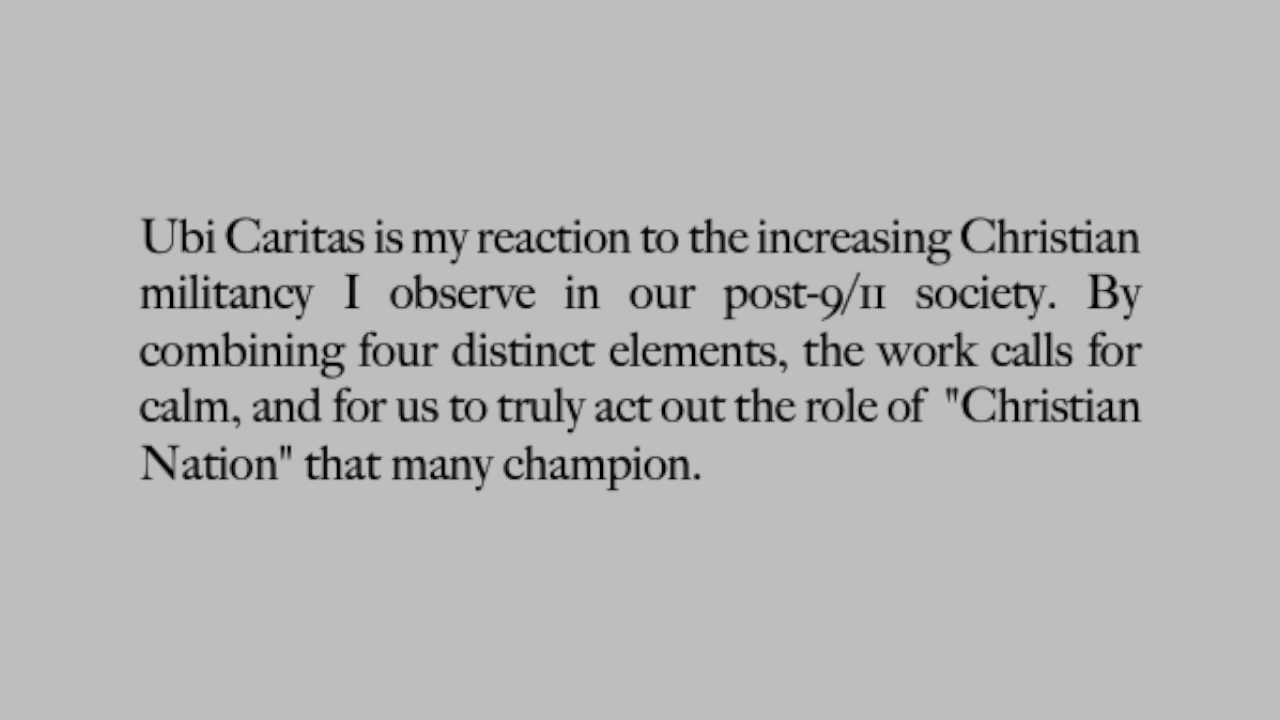 Ubi Caritas is my reaction to the increasing Christian
militancy I observe in our post-9/11 society. By
combining four distinct elements, the work calls for
calm, and for us to truly act out the role of "Christian
Nation" that many champion.